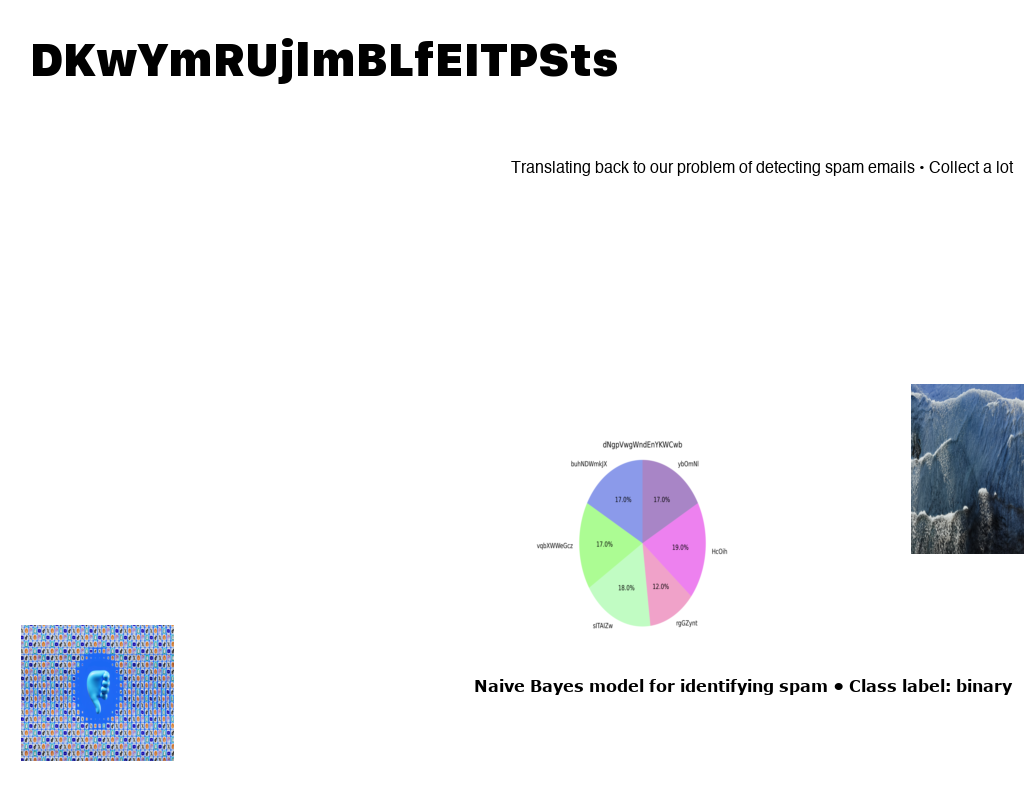 DKwYmRUjlmBLfEITPSts
Translating back to our problem of detecting spam emails • Collect a lot
dNgpVwgWndEnYKWCwb
buhNDWmkjX
ybOmNl
17.0%
17.0%
vqbXWWeGcz
17.0%
19.0%
HcOih
18.0%
12.0%
rgGZynt
Naive Bayes model for identifying spam ● Class label: binary